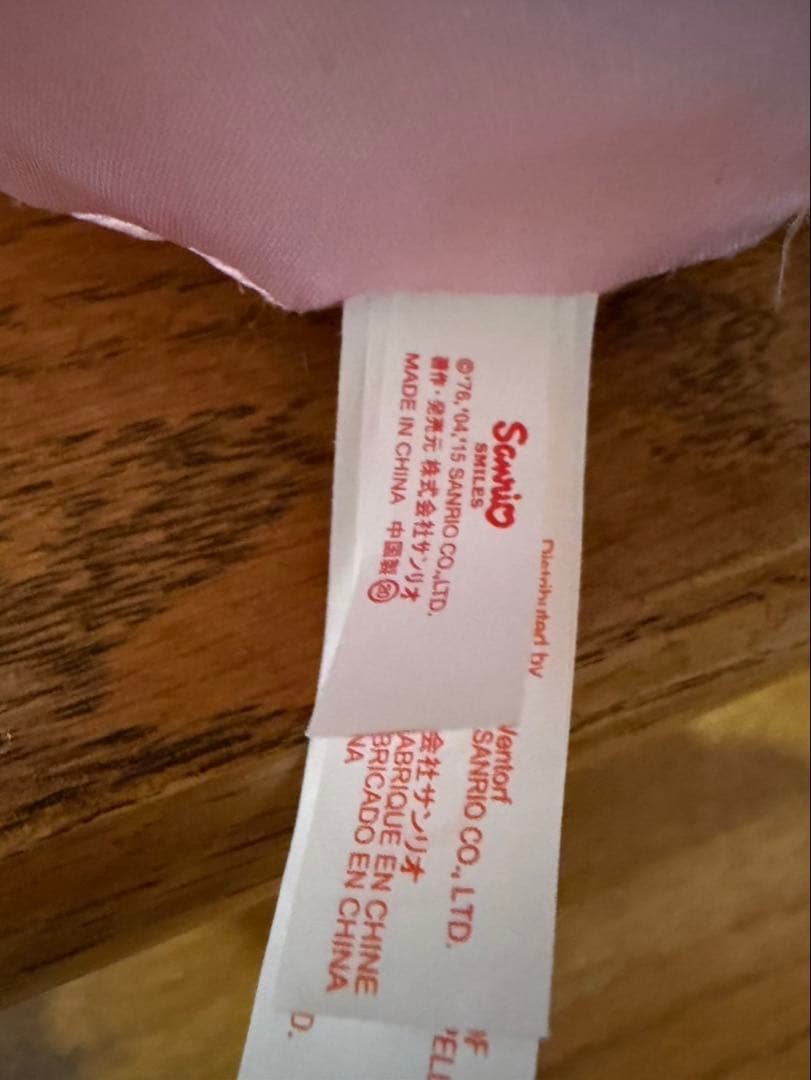 Sanrio
SMILES
©'76,'04,'15 SANRIO CO.,LTD.
著作・発売元 株式会社サンリオ
MADE IN CHINA 中国製
Distributed by
SANRIO CO., LTD.
会社サンリオ
ABRIQUE EN CHINE
BRICADO EN CHINA
NA
D.